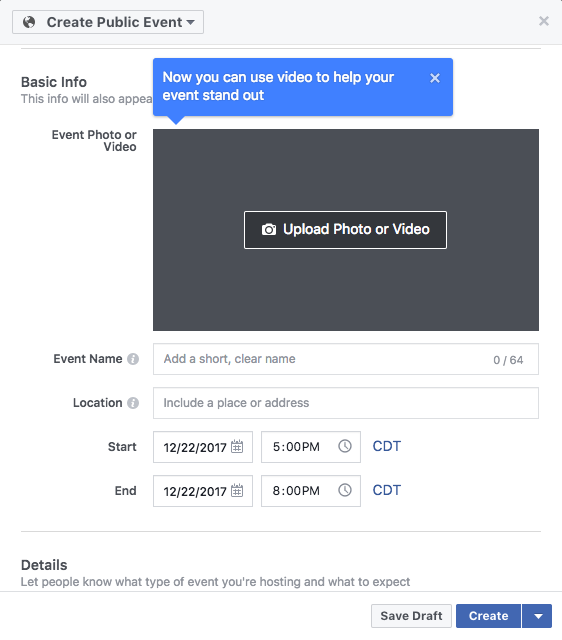 Create Public Event
Now you can use video to help your
event stand out
Basic Info
This info will also appea
Event Photo or
Video
Upload Photo or Video
Event Name
Add a short, clear name
0 / 64
Location
Include a place or address
Start
12/22/2017
5:00PM
CDT
End
12/22/2017
8:00PM
CDT
Details
Let people know what type of event you're hosting and what to expect
Save Draft
Create